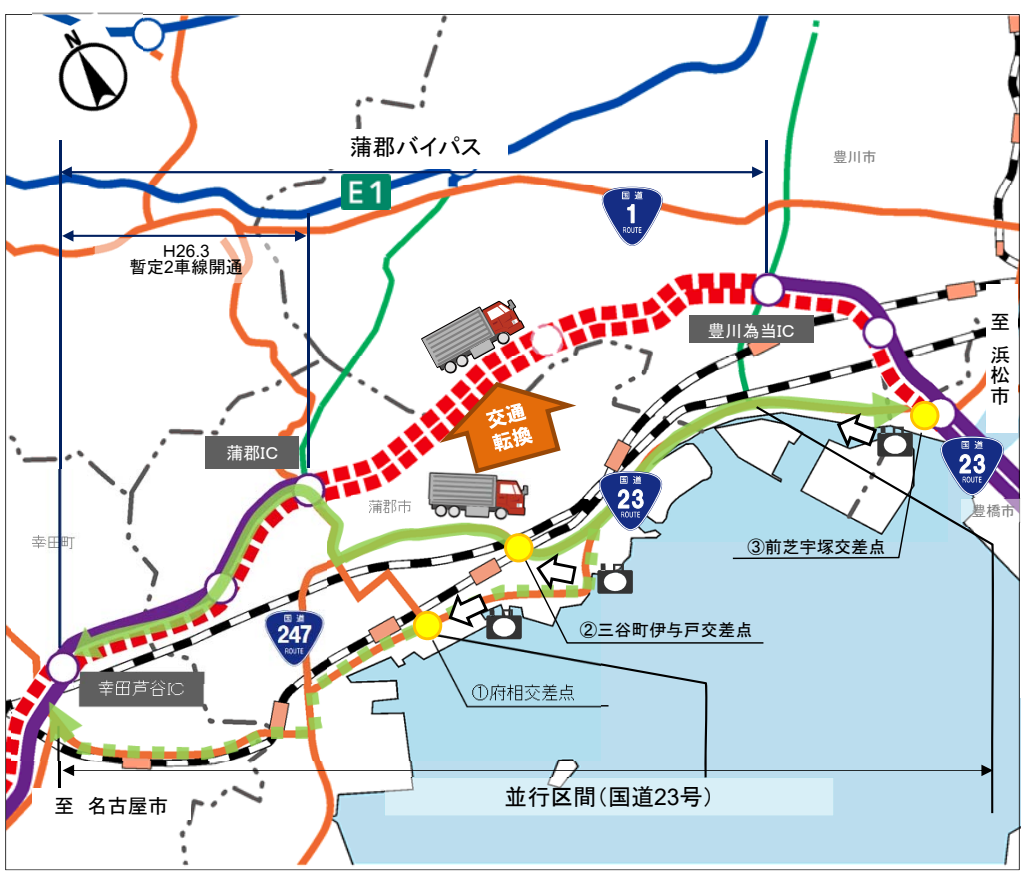 N
蒲郡バイパス
豊川市
E1
国道
1
ROUTE
H26.3
暫定2車線開通
豊川為当IC
至 浜松市
交通
転換
蒲郡IC
国道
23
ROUTE
国道
23
ROUTE
蒲郡市
豊橋市
幸田町
③前芝宇塚交差点
国道
247
ROUTE
②三谷町伊与戸交差点
幸田芦谷IC
①府相交差点
至 名古屋市
並行区間(国道23号)